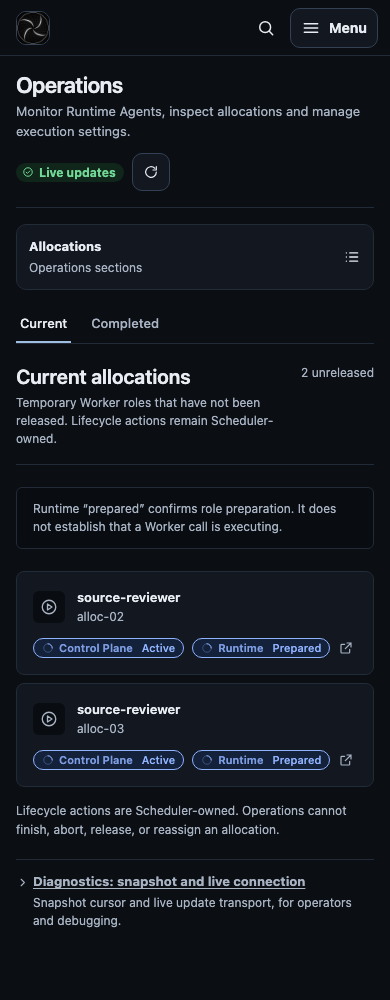 Menu
Operations
Monitor Runtime Agents, inspect allocations and manage
execution settings.
Live updates
Allocations
Operations sections
Current Completed
Current allocations
2 unreleased
Temporary Worker roles that have not been
released. Lifecycle actions remain Scheduler-
owned.
Runtime “prepared” confirms role preparation. It does
not establish that a Worker call is executing.
source-reviewer
alloc-02
Control Plane Active Runtime Prepared
source-reviewer
alloc-03
Control Plane Active Runtime Prepared
Lifecycle actions are Scheduler-owned. Operations cannot
finish, abort, release, or reassign an allocation.
Diagnostics: snapshot and live connection
Snapshot cursor and live update transport, for operators
and debugging.